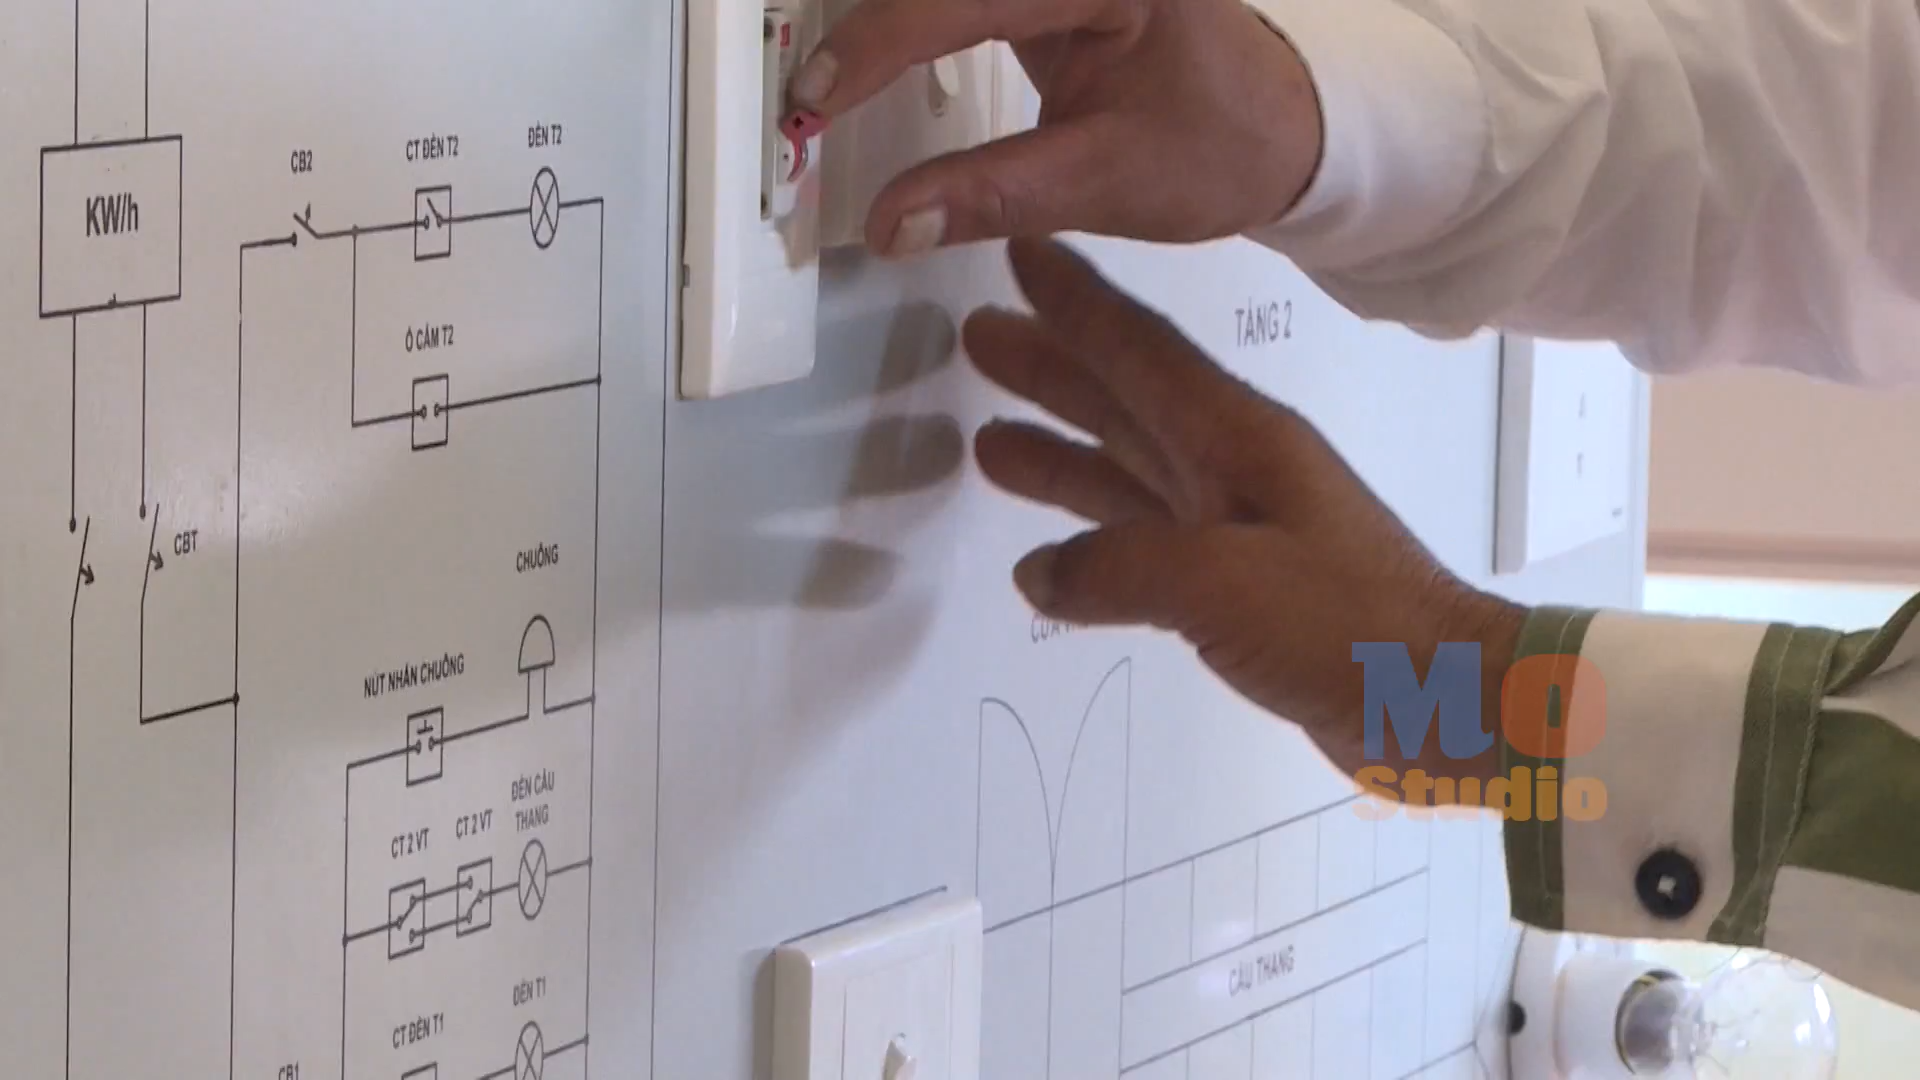 KW/h
CB2
CT ĐÈN T2
ĐÈN T2
Ổ CẮM T2
CBT
CHUÔNG
NÚT NHẤN CHUÔNG
ĐÈN CẦU
THANG
CT 2 VT
CT 2 VT
ĐÈN T1
CT ĐÈN T1
CB1
TẦNG 2
CẦU THANG
MO
Studio